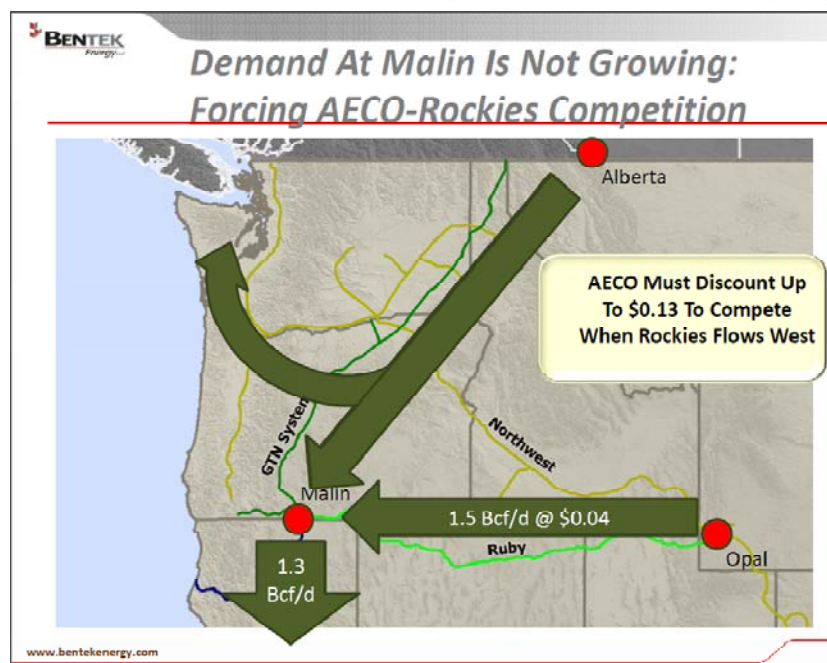 BENTEK
Energy
Demand At Malin Is Not Growing:
Forcing AECO-Rockies Competition
Alberta
AECO Must Discount Up
To $0.13 To Compete
When Rockies Flows West
GTN System
Northwest
Malin
1.5 Bcf/d @ $0.04
Ruby
Opal
1.3
Bcf/d
www.bentekenergy.com